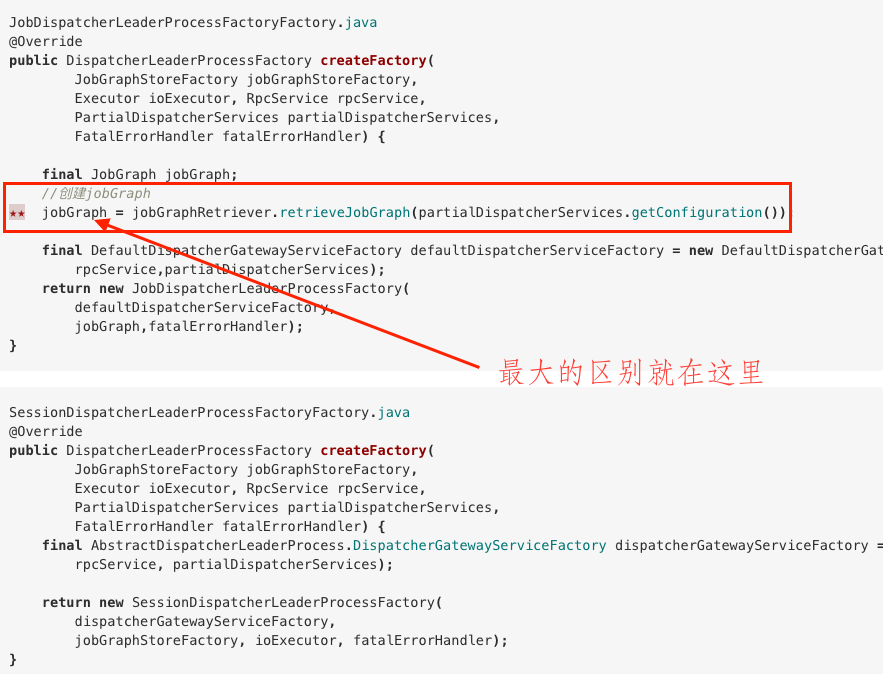 JobDispatcherLeaderProcessFactoryFactory.java
@Override
public DispatcherLeaderProcessFactory createFactory(
JobGraphStoreFactory jobGraphStoreFactory,
Executor ioExecutor, RpcService rpcService,
PartialDispatcherServices partialDispatcherServices,
FatalErrorHandler fatalErrorHandler) {
final JobGraph jobGraph;
//创建jobGraph
★★ jobGraph = jobGraphRetriever.retrieveJobGraph(partialDispatcherServices.getConfiguration())
final DefaultDispatcherGatewayServiceFactory defaultDispatcherServiceFactory = new DefaultDispatcherGat
rpcService,partialDispatcherServices);
return new JobDispatcherLeaderProcessFactory(
defaultDispatcherServiceFactory,
jobGraph,fatalErrorHandler);
}
最大的区别就在这里
SessionDispatcherLeaderProcessFactoryFactory.java
@Override
public DispatcherLeaderProcessFactory createFactory(
JobGraphStoreFactory jobGraphStoreFactory,
Executor ioExecutor, RpcService rpcService,
PartialDispatcherServices partialDispatcherServices,
FatalErrorHandler fatalErrorHandler) {
final AbstractDispatcherLeaderProcess.DispatcherGatewayServiceFactory dispatcherGatewayServiceFactory =
rpcService, partialDispatcherServices);
return new SessionDispatcherLeaderProcessFactory(
dispatcherGatewayServiceFactory,
jobGraphStoreFactory, ioExecutor, fatalErrorHandler);
}